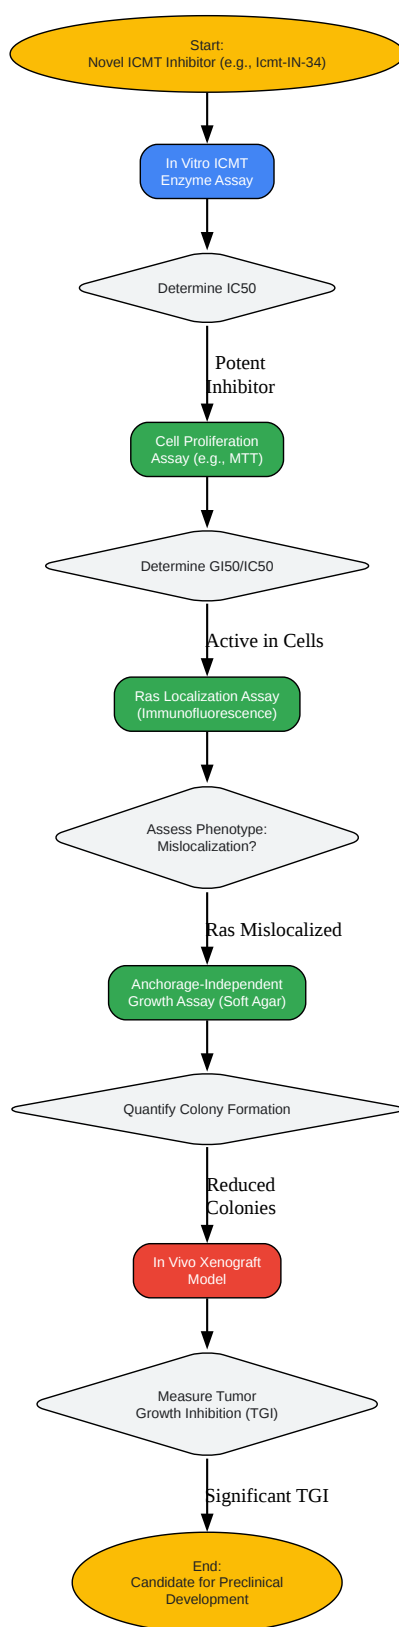 Start:
Novel ICMT Inhibitor (e.g., Icmt-IN-34)
In Vitro ICMT
Enzyme Assay
Determine IC50
Potent
Inhibitor
Cell Proliferation
Assay (e.g., MTT)
Determine GI50/IC50
Active in Cells
Ras Localization Assay
(Immunofluorescence)
Assess Phenotype:
Mislocalization?
Ras Mislocalized
Anchorage-Independent
Growth Assay (Soft Agar)
Quantify Colony Formation
Reduced
Colonies
In Vivo Xenograft
Model
Measure Tumor
Growth Inhibition (TGI)
Significant TGI
End:
Candidate for Preclinical
Development